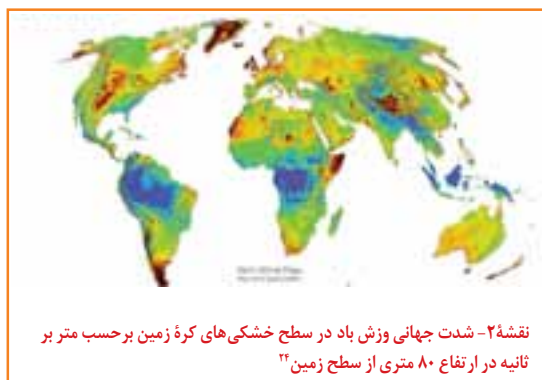 نقشهٔ ۲- شدت جهانی وزش باد در سطح خشکی‌های کرهٔ زمین برحسب متر بر
ثانیه در ارتفاع ۸۰ متری از سطح زمین۲۴